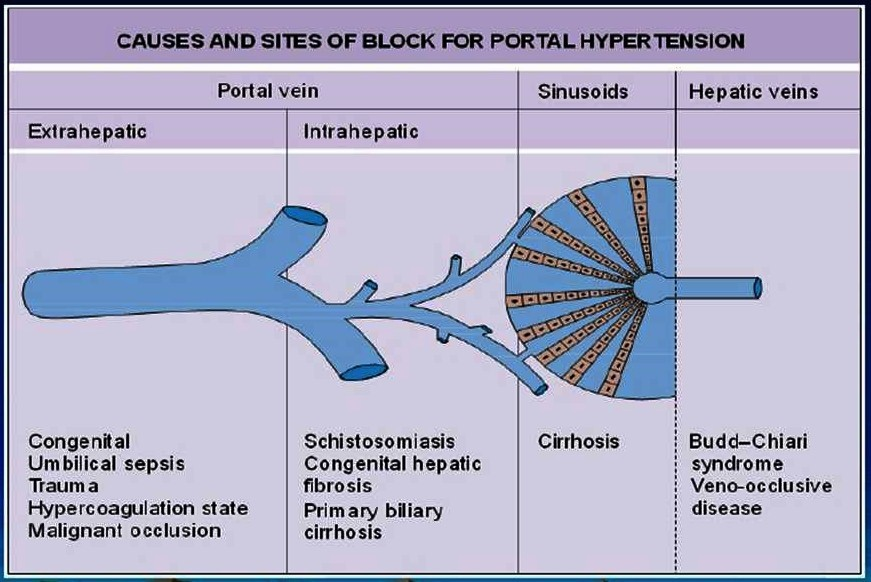 CAUSES AND SITES OF BLOCK FOR PORTAL HYPERTENSION
Portal vein
Sinusoids
Hepatic veins
Extrahepatic
Intrahepatic
Congenital
Umbilical sepsis
Trauma
Hypercoagulation state
Malignant occlusion
Schistosomiasis
Congenital hepatic
fibrosis
Primary biliary
cirrhosis
Cirrhosis
Budd–Chiari
syndrome
Veno-occlusive
disease